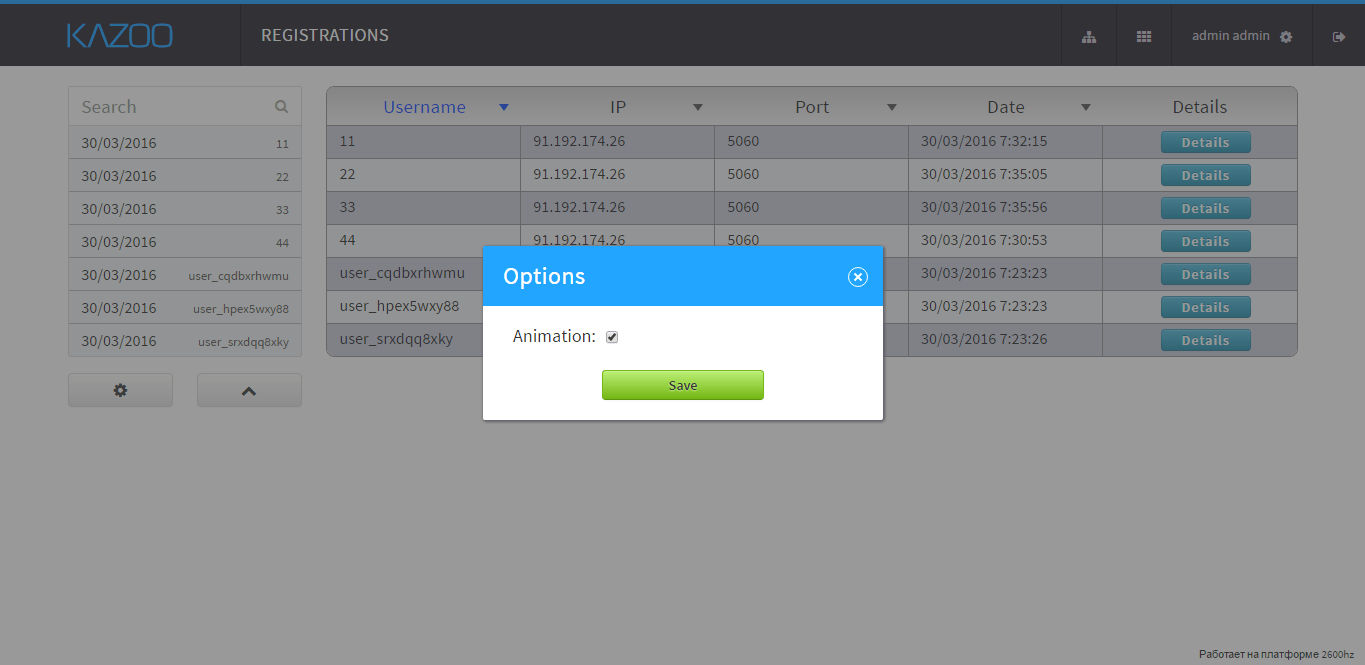 KAZOO REGISTRATIONS admin admin
Search
30/03/2016 11
30/03/2016 22
30/03/2016 33
30/03/2016 44
30/03/2016 user_cqdbxrhwmu
30/03/2016 user_hpex5wxy88
30/03/2016 user_srxdqq8xky
Username IP Port Date Details
11 91.192.174.26 5060 30/03/2016 7:32:15 Details
22 91.192.174.26 5060 30/03/2016 7:35:05 Details
33 91.192.174.26 5060 30/03/2016 7:35:56 Details
44 91.192.174.26 5060 30/03/2016 7:30:53 Details
user_cqdbxrhwmu 30/03/2016 7:23:23 Details
user_hpex5wxy88 30/03/2016 7:23:23 Details
user_srxdqq8xky 30/03/2016 7:23:26 Details
Options
Animation:
Save
Работает на платформе 2600hz